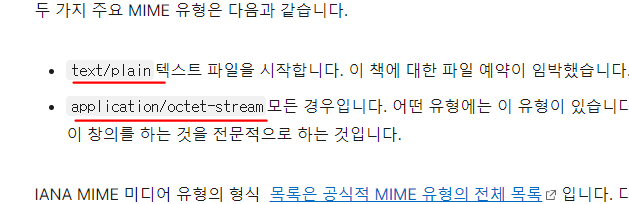 두 가지 주요 MIME 유형은 다음과 같습니다.
text/plain 텍스트 파일을 시작합니다. 이 책에 대한 파일 예약이 임박했습니다.
application/octet-stream 모든 경우입니다. 어떤 유형에는 이 유형이 있습니다
이 창의를 하는 것을 전문적으로 하는 것입니다.
IANA MIME 미디어 유형의 형식 목록은 공식적 MIME 유형의 전체 목록 입니다. 다